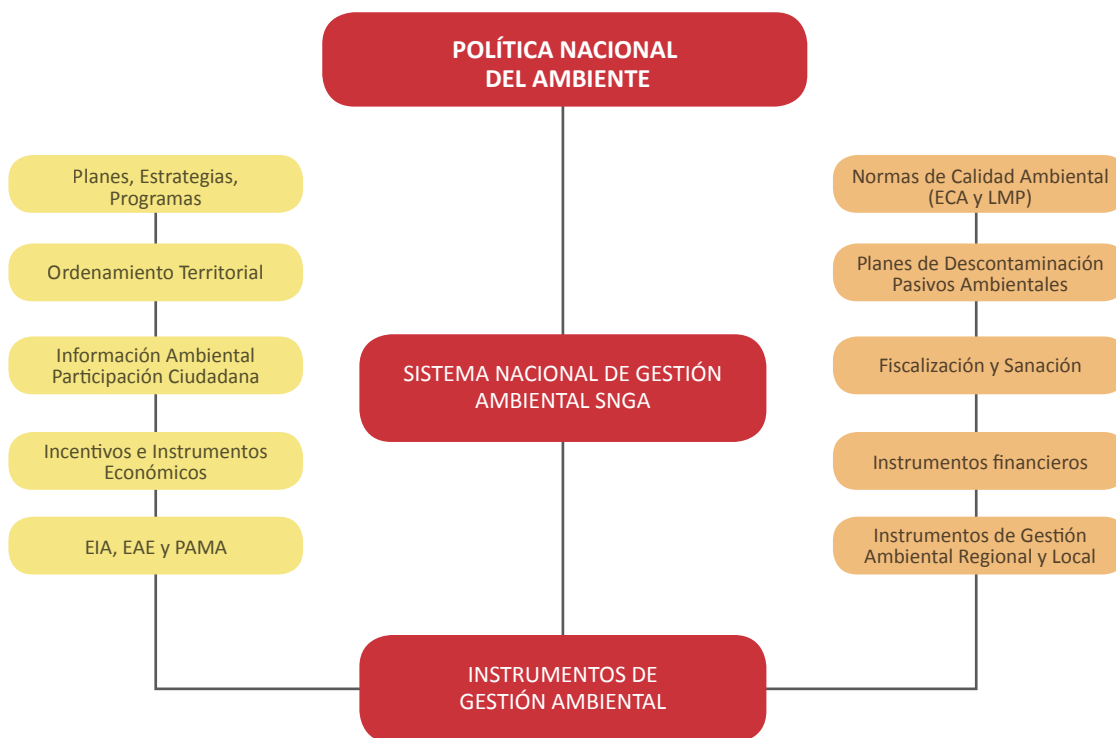 POLÍTICA NACIONAL
DEL AMBIENTE
Planes, Estrategias,
Programas
Ordenamiento Territorial
Información Ambiental
Participación Ciudadana
Incentivos e Instrumentos
Económicos
EIA, EAE y PAMA
SISTEMA NACIONAL DE GESTIÓN
AMBIENTAL SNGA
Normas de Calidad Ambiental
(ECA y LMP)
Planes de Descontaminación
Pasivos Ambientales
Fiscalización y Sanación
Instrumentos financieros
Instrumentos de Gestión
Ambiental Regional y Local
INSTRUMENTOS DE
GESTIÓN AMBIENTAL